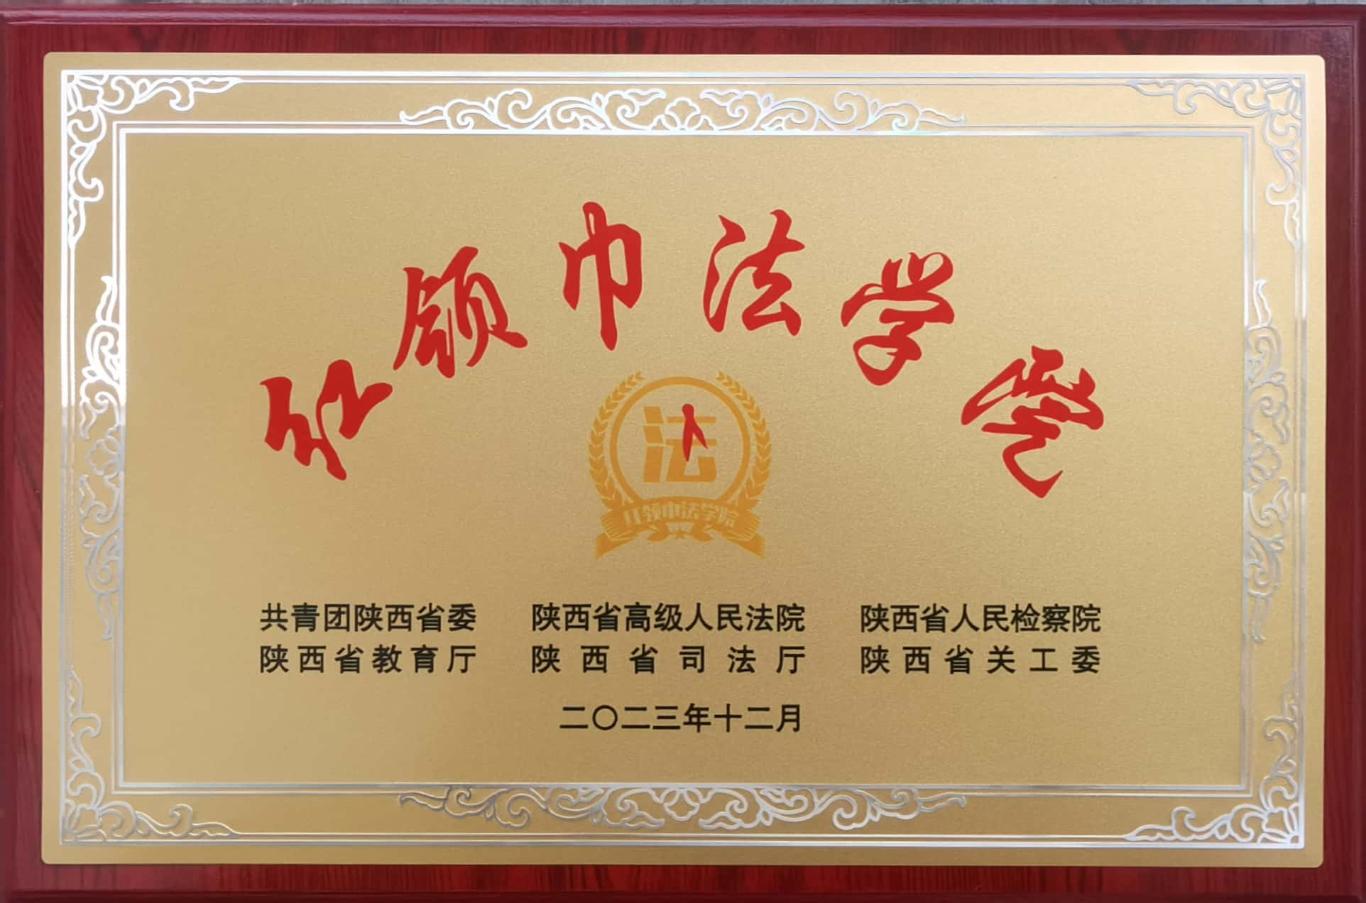 红领巾法学院
法
红领巾法学院
共青团陕西省委 陕西省高级人民法院 陕西省人民检察院
陕西省教育厅 陕西省司法厅 陕西省关工委
二〇二三年十二月